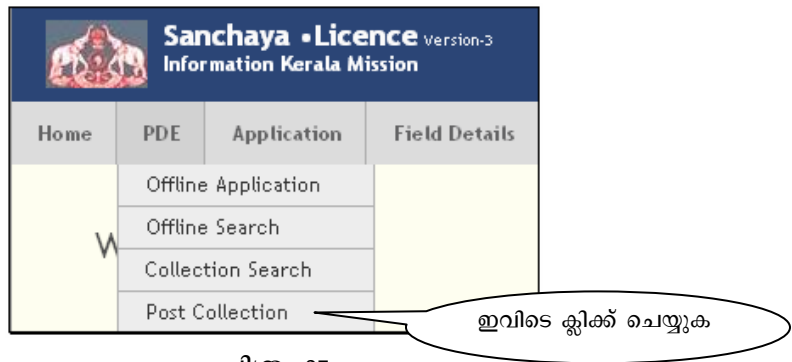 Sanchaya •Licence Version-3
Information Kerala Mission
Home PDE Application Field Details
Offline Application
Offline Search
W
Collection Search
Post Collection
ഇവിടെ ക്ലിക്ക് ചെയ്യുക